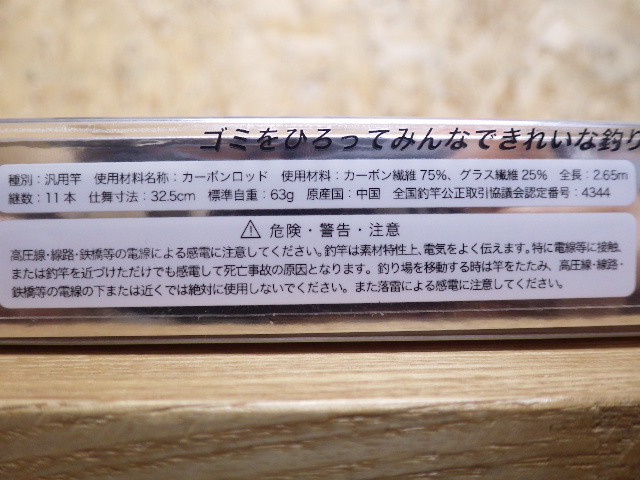 ゴミをひろってみんなできれいな釣り
種別：汎用竿 使用材料名称：カーボンロッド 使用材料：カーボン繊維 75%、グラス繊維 25% 全長：2.65m
継数：11本 仕舞寸法：32.5cm 標準自重：63g 原産国：中国 全国釣竿公正取引協議会認定番号：4344
⚠ 危険・警告・注意
高圧線・線路・鉄橋等の電線による感電に注意してください。釣竿は素材特性上、電気をよく伝えます。特に電線等に接触、
または釣竿を近づけただけでも感電して死亡事故の原因となります。釣り場を移動する時は竿をたたみ、高圧線・線路・
鉄橋等の電線の下または近くでは絶対に使用しないでください。また落雷による感電に注意してください。